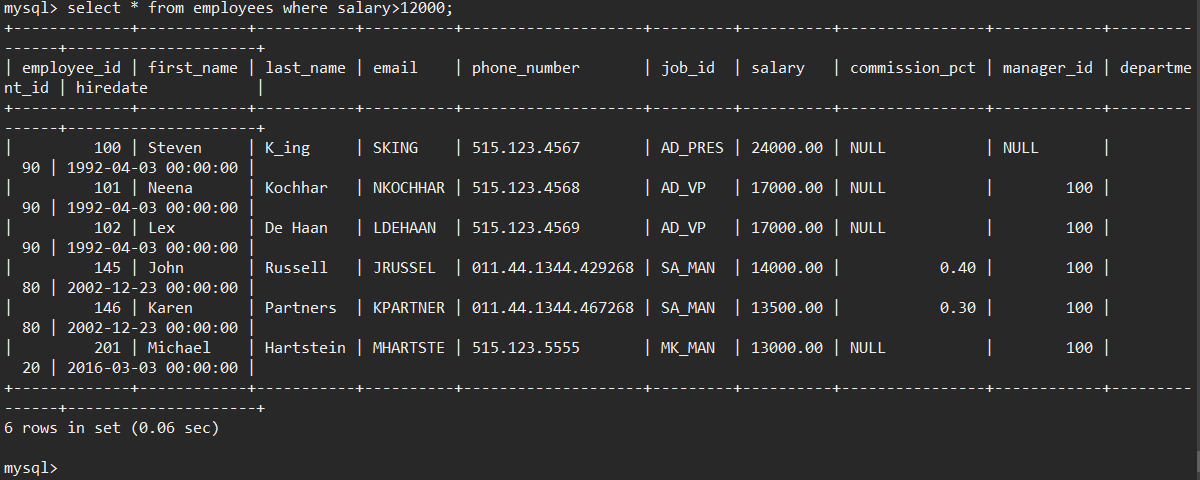 mysql> select * from employees where salary>12000;
+-------------+------------+-----------+----------+--------------------+---------+----------+----------------+------------+---------
------+---------------------+
| employee_id | first_name | last_name | email    | phone_number       | job_id  | salary   | commission_pct | manager_id | departme
nt_id | hiredate            |
+-------------+------------+-----------+----------+--------------------+---------+----------+----------------+------------+---------
------+---------------------+
|         100 | Steven     | K_ing     | SKING    | 515.123.4567       | AD_PRES | 24000.00 | NULL           | NULL       |
  90 | 1992-04-03 00:00:00 |
|         101 | Neena      | Kochhar   | NKOCHHAR | 515.123.4568       | AD_VP   | 17000.00 | NULL           |        100 |
  90 | 1992-04-03 00:00:00 |
|         102 | Lex        | De Haan   | LDEHAAN  | 515.123.4569       | AD_VP   | 17000.00 | NULL           |        100 |
  90 | 1992-04-03 00:00:00 |
|         145 | John       | Russell   | JRUSSEL  | 011.44.1344.429268 | SA_MAN  | 14000.00 |           0.40 |        100 |
  80 | 2002-12-23 00:00:00 |
|         146 | Karen      | Partners  | KPARTNER | 011.44.1344.467268 | SA_MAN  | 13500.00 |           0.30 |        100 |
  80 | 2002-12-23 00:00:00 |
|         201 | Michael    | Hartstein | MHARTSTE | 515.123.5555       | MK_MAN  | 13000.00 | NULL           |        100 |
  20 | 2016-03-03 00:00:00 |
+-------------+------------+-----------+----------+--------------------+---------+----------+----------------+------------+---------
------+---------------------+
6 rows in set (0.06 sec)
mysql>